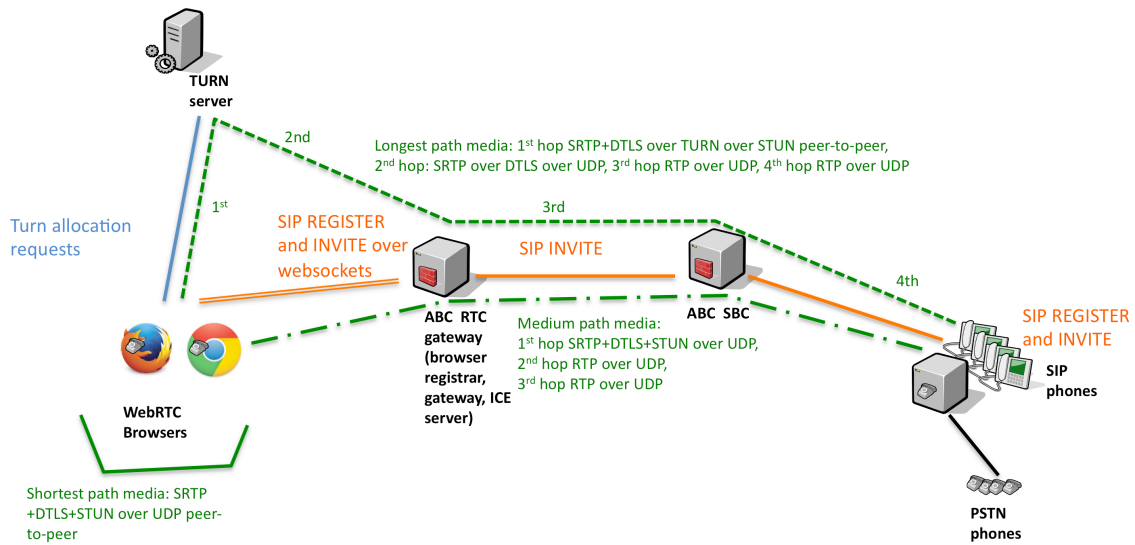 TURN
server
2nd
Longest path media: 1st hop SRTP+DTLS over TURN over STUN peer-to-peer,
2nd hop: SRTP over DTLS over UDP, 3rd hop RTP over UDP, 4th hop RTP over UDP
1st
3rd
Turn allocation
requests
SIP REGISTER
and INVITE over
websockets
SIP INVITE
4th
ABC RTC
gateway
(browser
registrar,
gateway, ICE
server)
Medium path media:
1st hop SRTP+DTLS+STUN over UDP,
2nd hop RTP over UDP,
3rd hop RTP over UDP
ABC SBC
SIP REGISTER
and INVITE
SIP
phones
WebRTC
Browsers
Shortest path media: SRTP
+DTLS+STUN over UDP peer-
to-peer
PSTN
phones